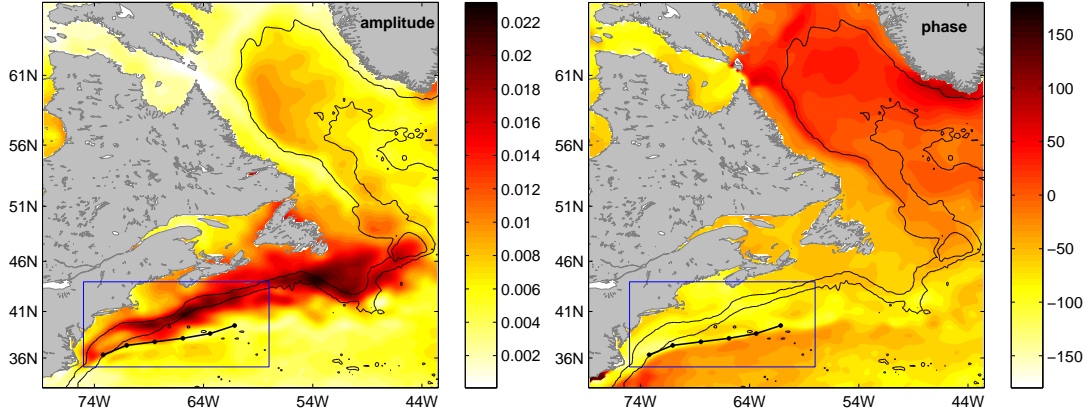 amplitude
61N
56N
51N
46N
41N
36N
74W
64W
54W
44W
0.022
0.02
0.018
0.016
0.014
0.012
0.010
0.008
0.006
0.004
0.002
phase
61N
56N
51N
46N
41N
36N
74W
64W
54W
44W
150
100
50
0
-50
-100
-150